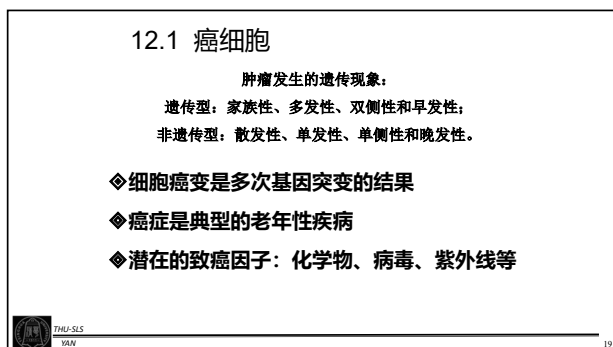 12.1 癌细胞
肿瘤发生的遗传现象：
遗传型：家族性、多发性、双侧性和早发性；
非遗传型：散发性、单发性、单侧性和晚发性。
细胞癌变是多次基因突变的结果
癌症是典型的老年性疾病
潜在的致癌因子：化学物、病毒、紫外线等
THU-SLS
YAN
19